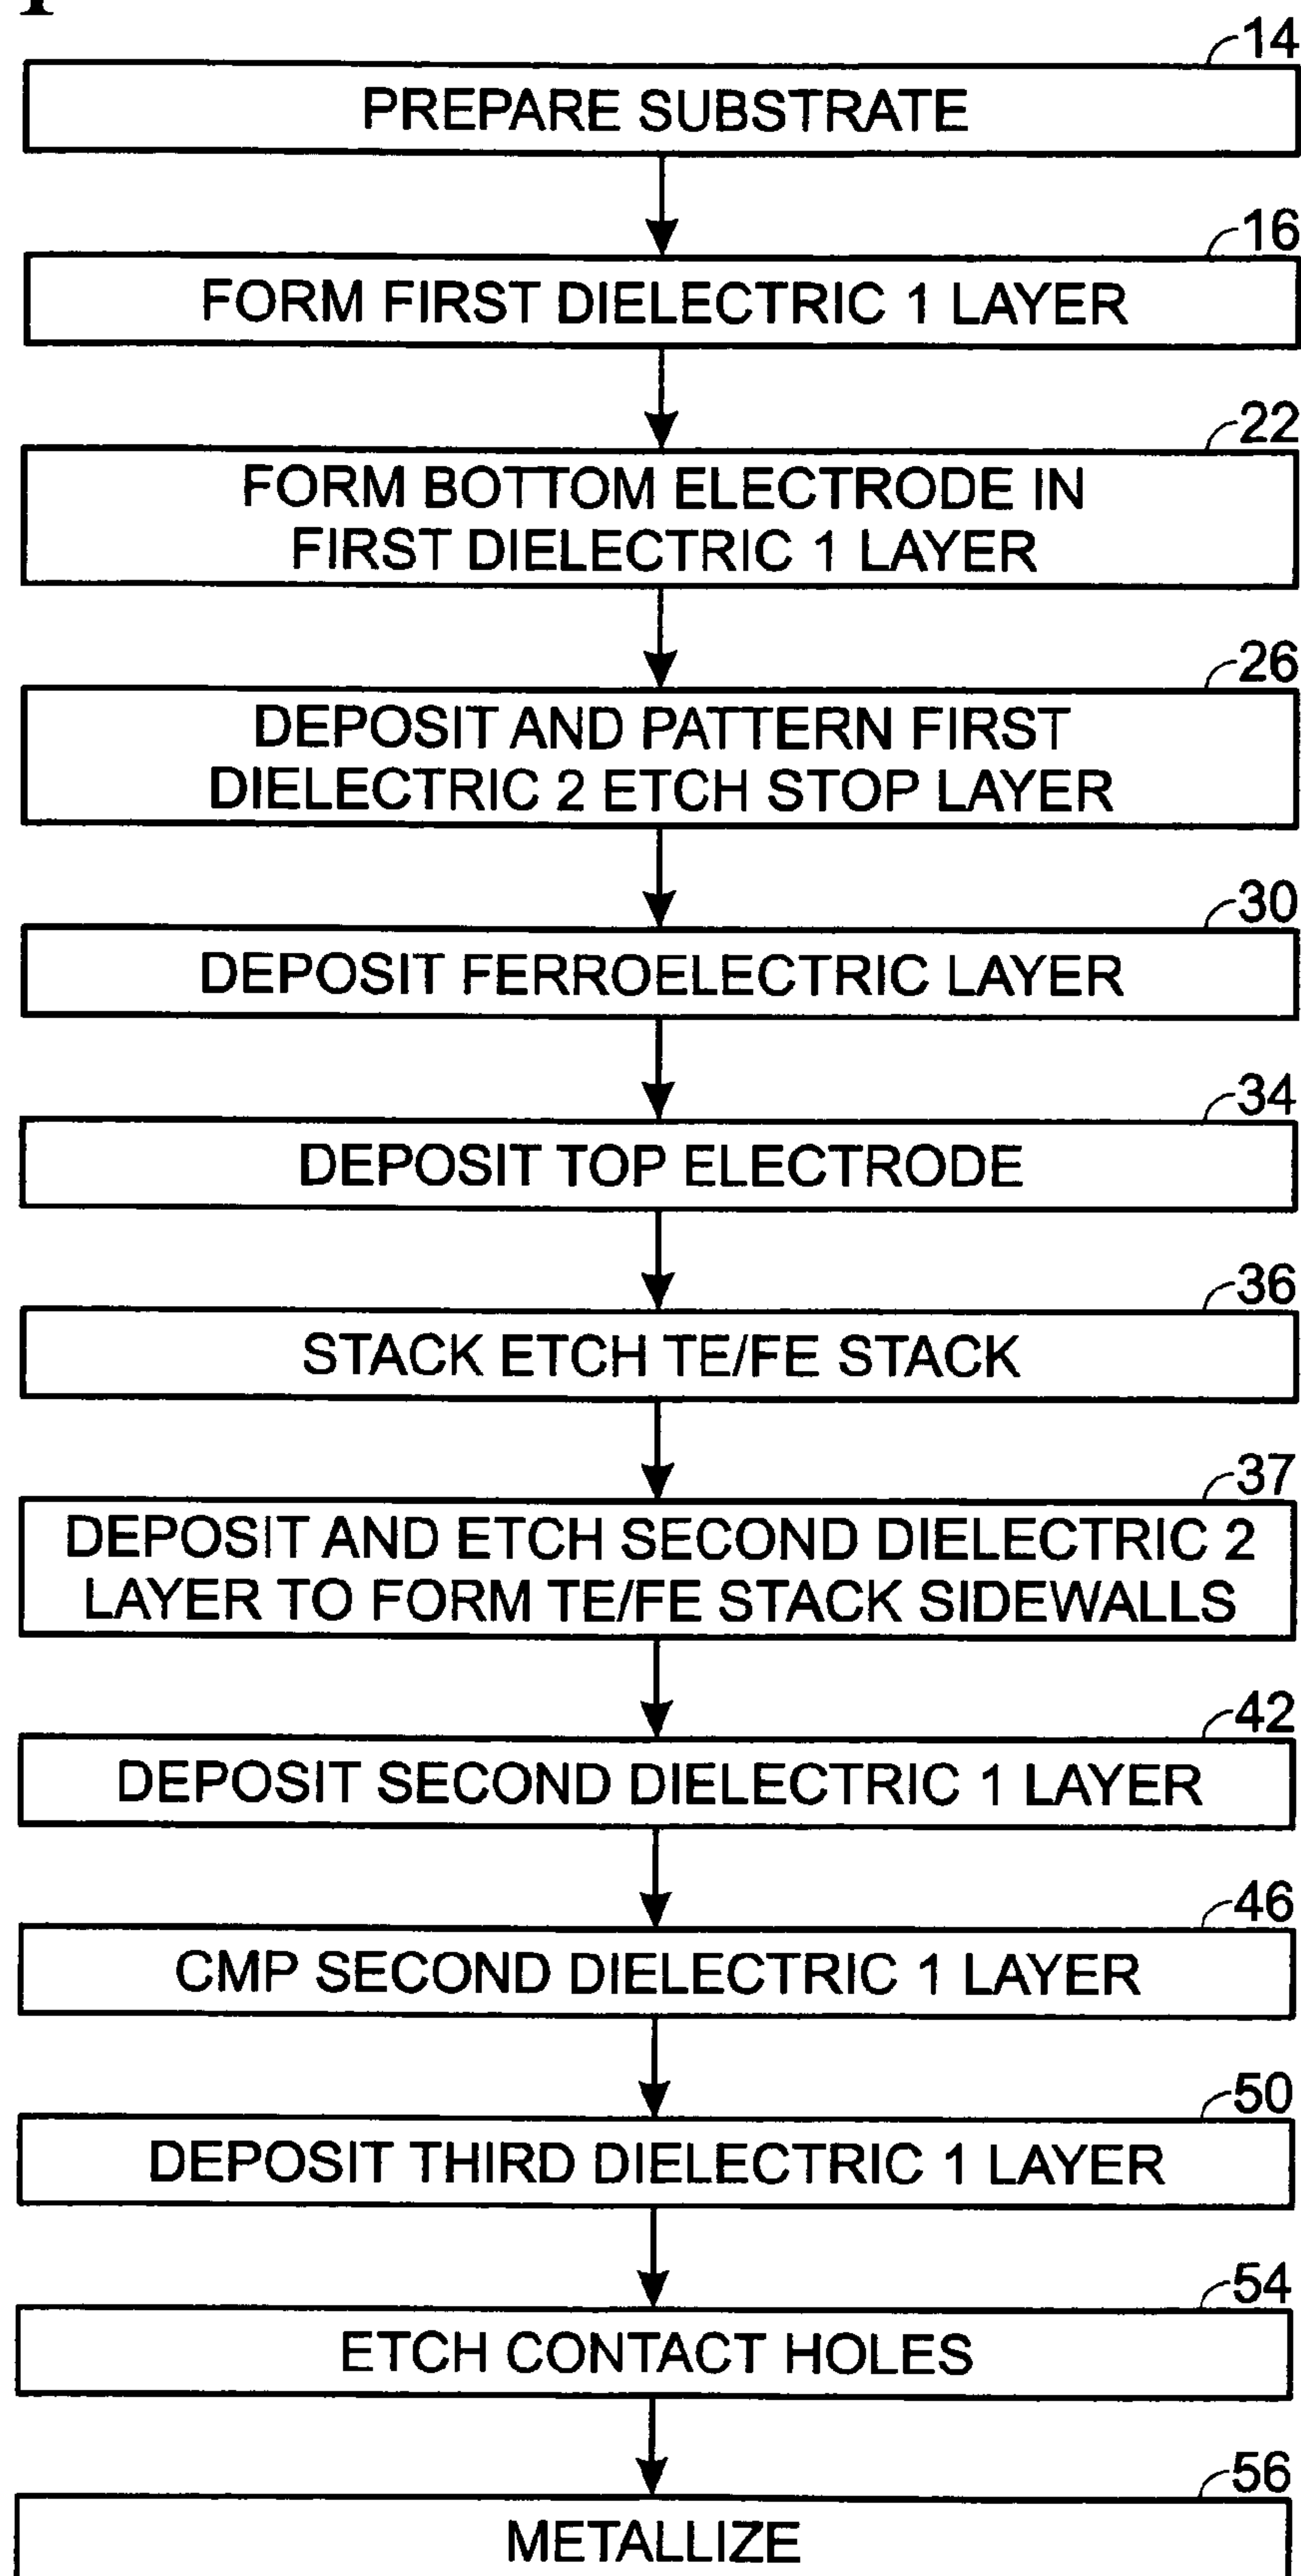 14
PREPARE SUBSTRATE
16
FORM FIRST DIELECTRIC 1 LAYER
22
FORM BOTTOM ELECTRODE IN
FIRST DIELECTRIC 1 LAYER
26
DEPOSIT AND PATTERN FIRST
DIELECTRIC 2 ETCH STOP LAYER
30
DEPOSIT FERROELECTRIC LAYER
34
DEPOSIT TOP ELECTRODE
36
STACK ETCH TE/FE STACK
37
DEPOSIT AND ETCH SECOND DIELECTRIC 2
LAYER TO FORM TE/FE STACK SIDEWALLS
42
DEPOSIT SECOND DIELECTRIC 1 LAYER
46
CMP SECOND DIELECTRIC 1 LAYER
50
DEPOSIT THIRD DIELECTRIC 1 LAYER
54
ETCH CONTACT HOLES
56
METALLIZE